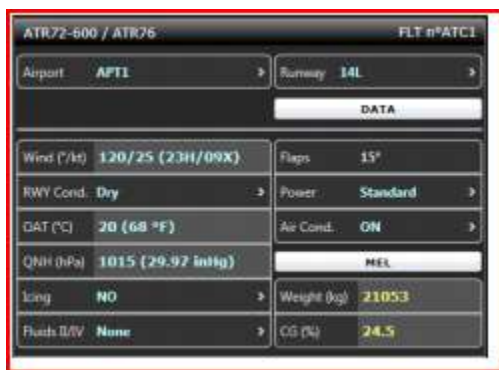 ATR72-600 / ATR76 FLT nºATC1
Airport APT1 Runway 14L
DATA
Wind (°/kt) 120/25 (23H/09X) Flaps 15°
RWY Cond. Dry Power Standard
OAT (°C) 20 (68 °F) Air Cond. ON
QNH (hPa) 1015 (29.97 inHg) MEL
Icing NO Weight (kg) 21053
Fluids II/IV None CG (%) 24.5